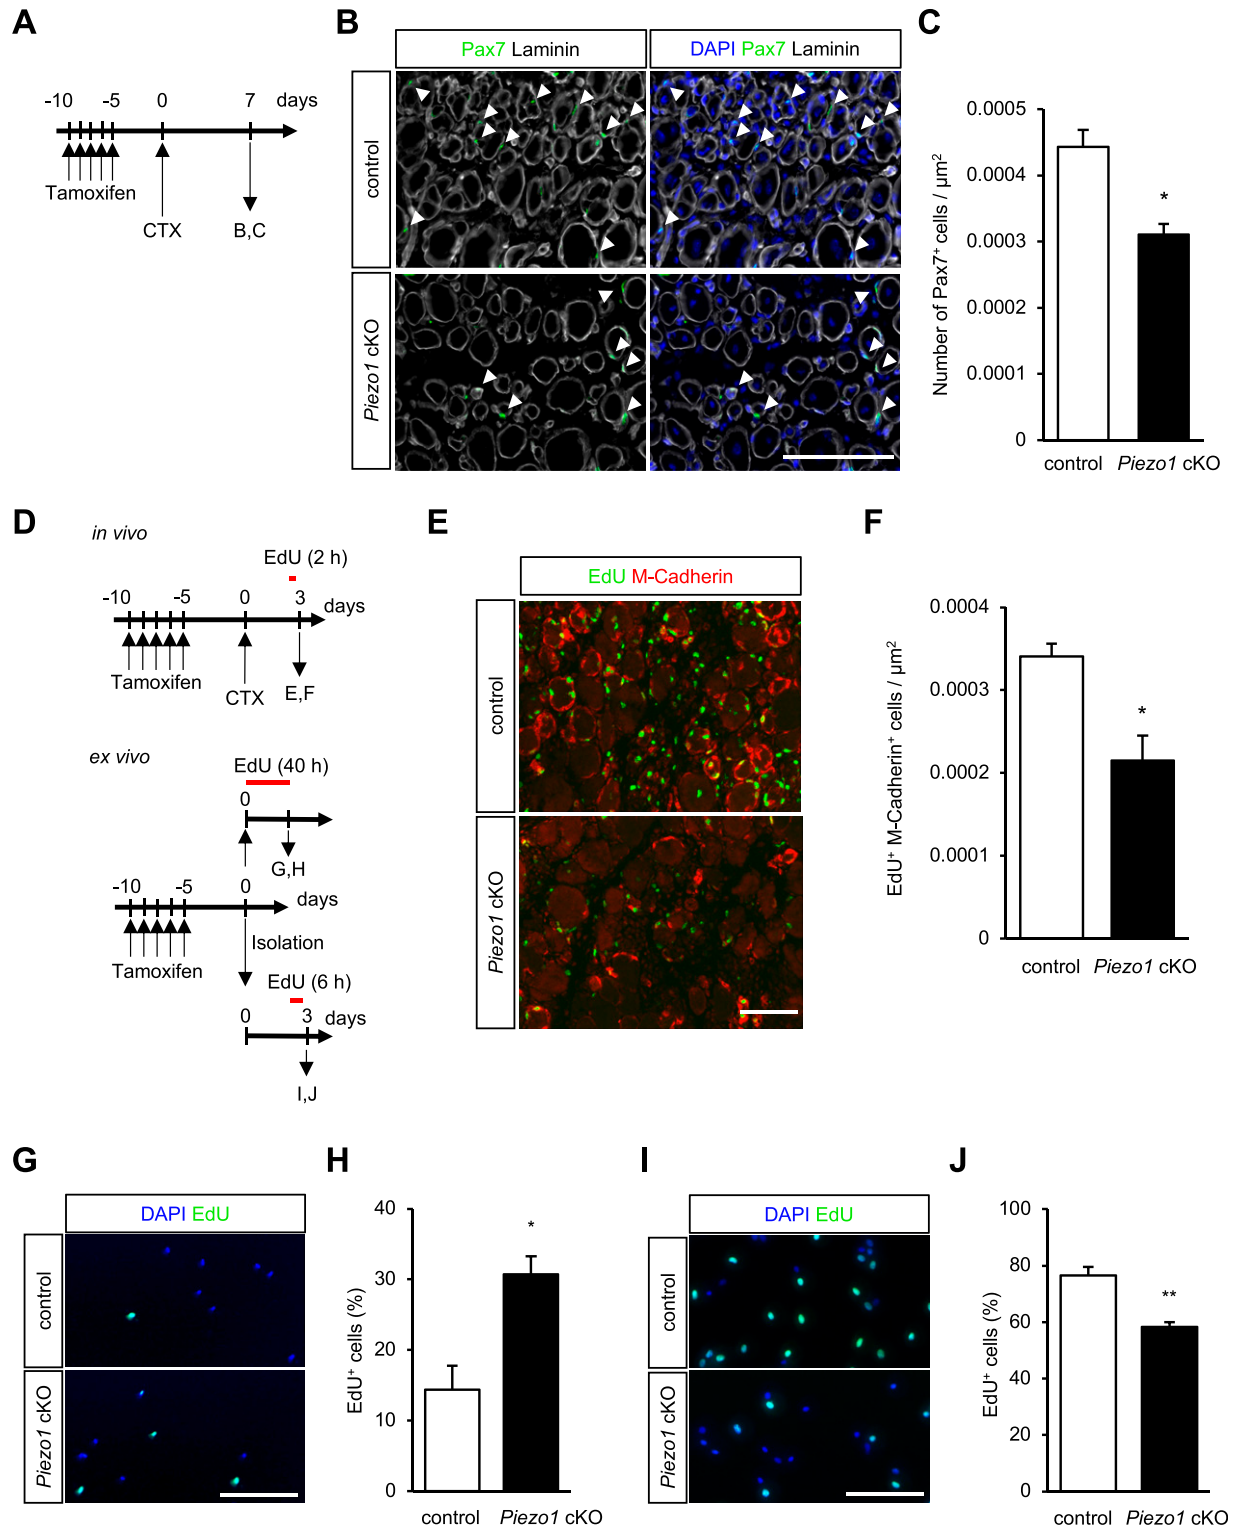 A
-10 -5 0 7 days
Tamoxifen
CTX
B,C
B
Pax7 Laminin
DAPI Pax7 Laminin
control
Piezo1 cKO
C
Number of Pax7⁺ cells / µm²
0.0005
0.0004
0.0003
0.0002
0.0001
0
*
control
Piezo1 cKO
D
in vivo
EdU (2 h)
-10 -5 0 3 days
Tamoxifen
CTX
E,F
ex vivo
EdU (40 h)
0
G,H
-10 -5 0 days
Isolation
Tamoxifen
EdU (6 h)
0 3 days
I,J
E
EdU M-Cadherin
control
Piezo1 cKO
F
EdU⁺ M-Cadherin⁺ cells / µm²
0.0004
0.0003
0.0002
0.0001
0
*
control
Piezo1 cKO
G
DAPI EdU
control
Piezo1 cKO
H
EdU⁺ cells (%)
40
30
20
10
0
*
control
Piezo1 cKO
I
DAPI EdU
control
Piezo1 cKO
J
EdU⁺ cells (%)
100
80
60
40
20
0
**
control
Piezo1 cKO